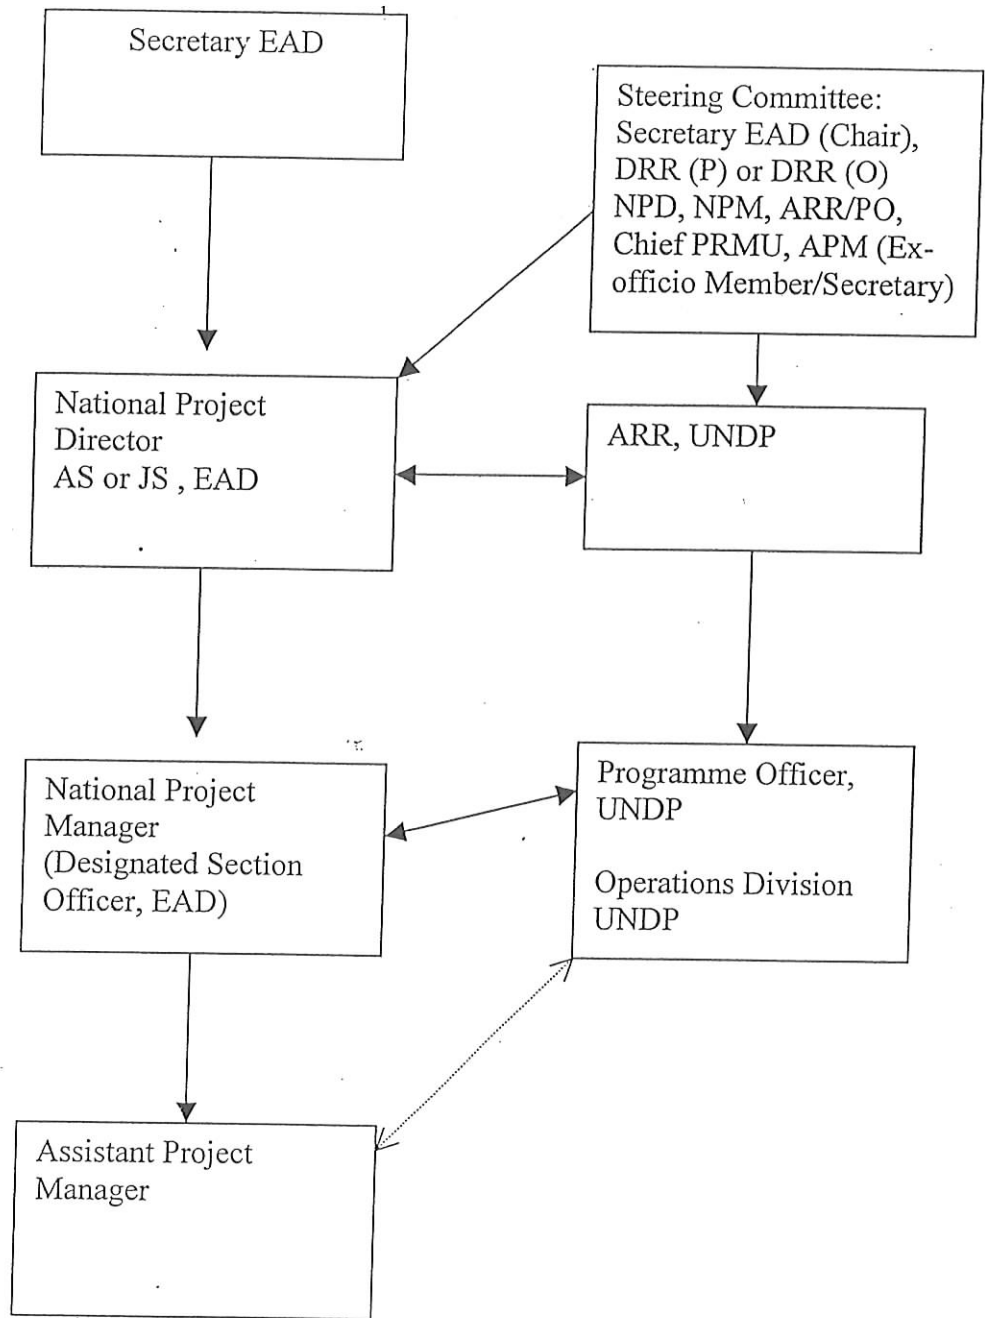 Secretary EAD
Steering Committee:
Secretary EAD (Chair),
DRR (P) or DRR (O)
NPD, NPM, ARR/PO,
Chief PRMU, APM (Ex-
officio Member/Secretary)
National Project
Director
AS or JS , EAD
ARR, UNDP
National Project
Manager
(Designated Section
Officer, EAD)
Programme Officer,
UNDP
Operations Division
UNDP
Assistant Project
Manager